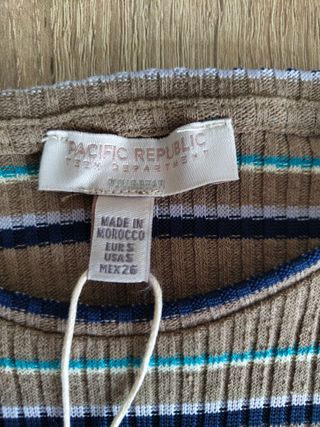 PACIFIC REPUBLIC
TEEN DEPARTMENT
MADE IN
MOROCCO
EUR S
USA S
MEX 26